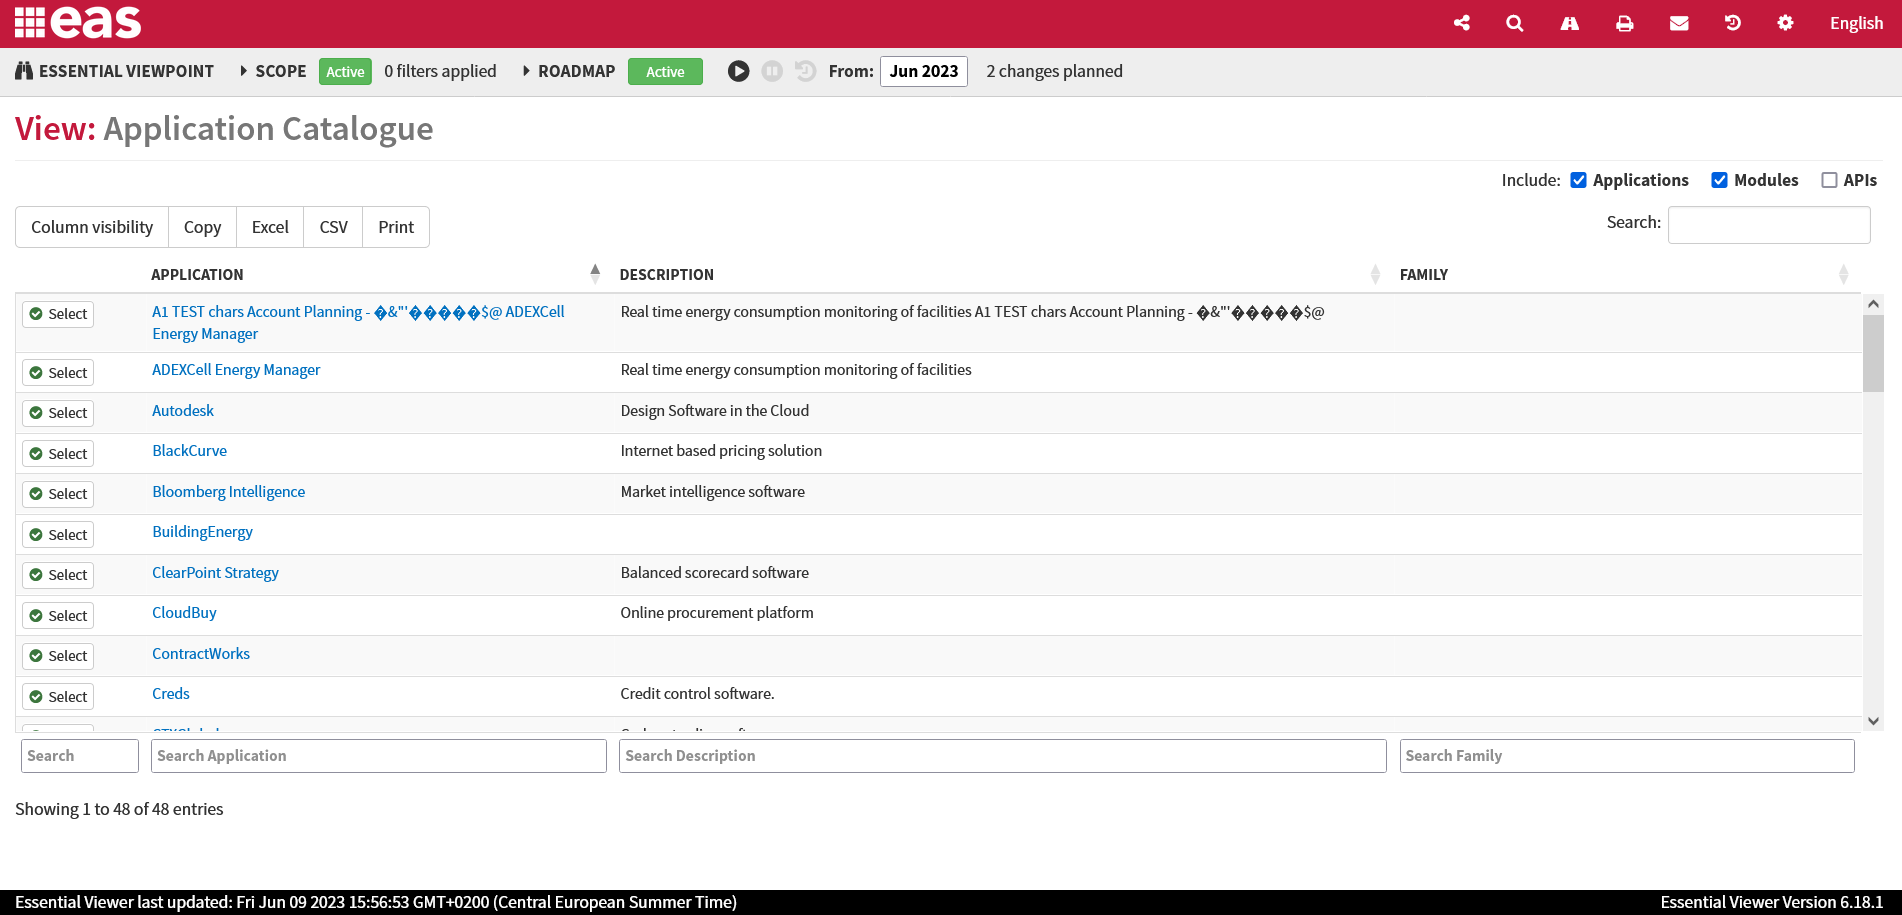 eas
English
ESSENTIAL VIEWPOINT SCOPE Active 0 filters applied ROADMAP Active From: Jun 2023 2 changes planned
View: Application Catalogue
Include: Applications Modules APIs
Column visibility Copy Excel CSV Print
Search:
APPLICATION DESCRIPTION FAMILY
Select A1 TEST chars Account Planning - �&"'�����$@ ADEXCell Real time energy consumption monitoring of facilities A1 TEST chars Account Planning - �&"'�����$@
Energy Manager
Select ADEXCell Energy Manager Real time energy consumption monitoring of facilities
Select Autodesk Design Software in the Cloud
Select BlackCurve Internet based pricing solution
Select Bloomberg Intelligence Market intelligence software
Select BuildingEnergy
Select ClearPoint Strategy Balanced scorecard software
Select CloudBuy Online procurement platform
Select ContractWorks
Select Creds Credit control software.
Search Search Application Search Description Search Family
Showing 1 to 48 of 48 entries
Essential Viewer last updated: Fri Jun 09 2023 15:56:53 GMT+0200 (Central European Summer Time) Essential Viewer Version 6.18.1